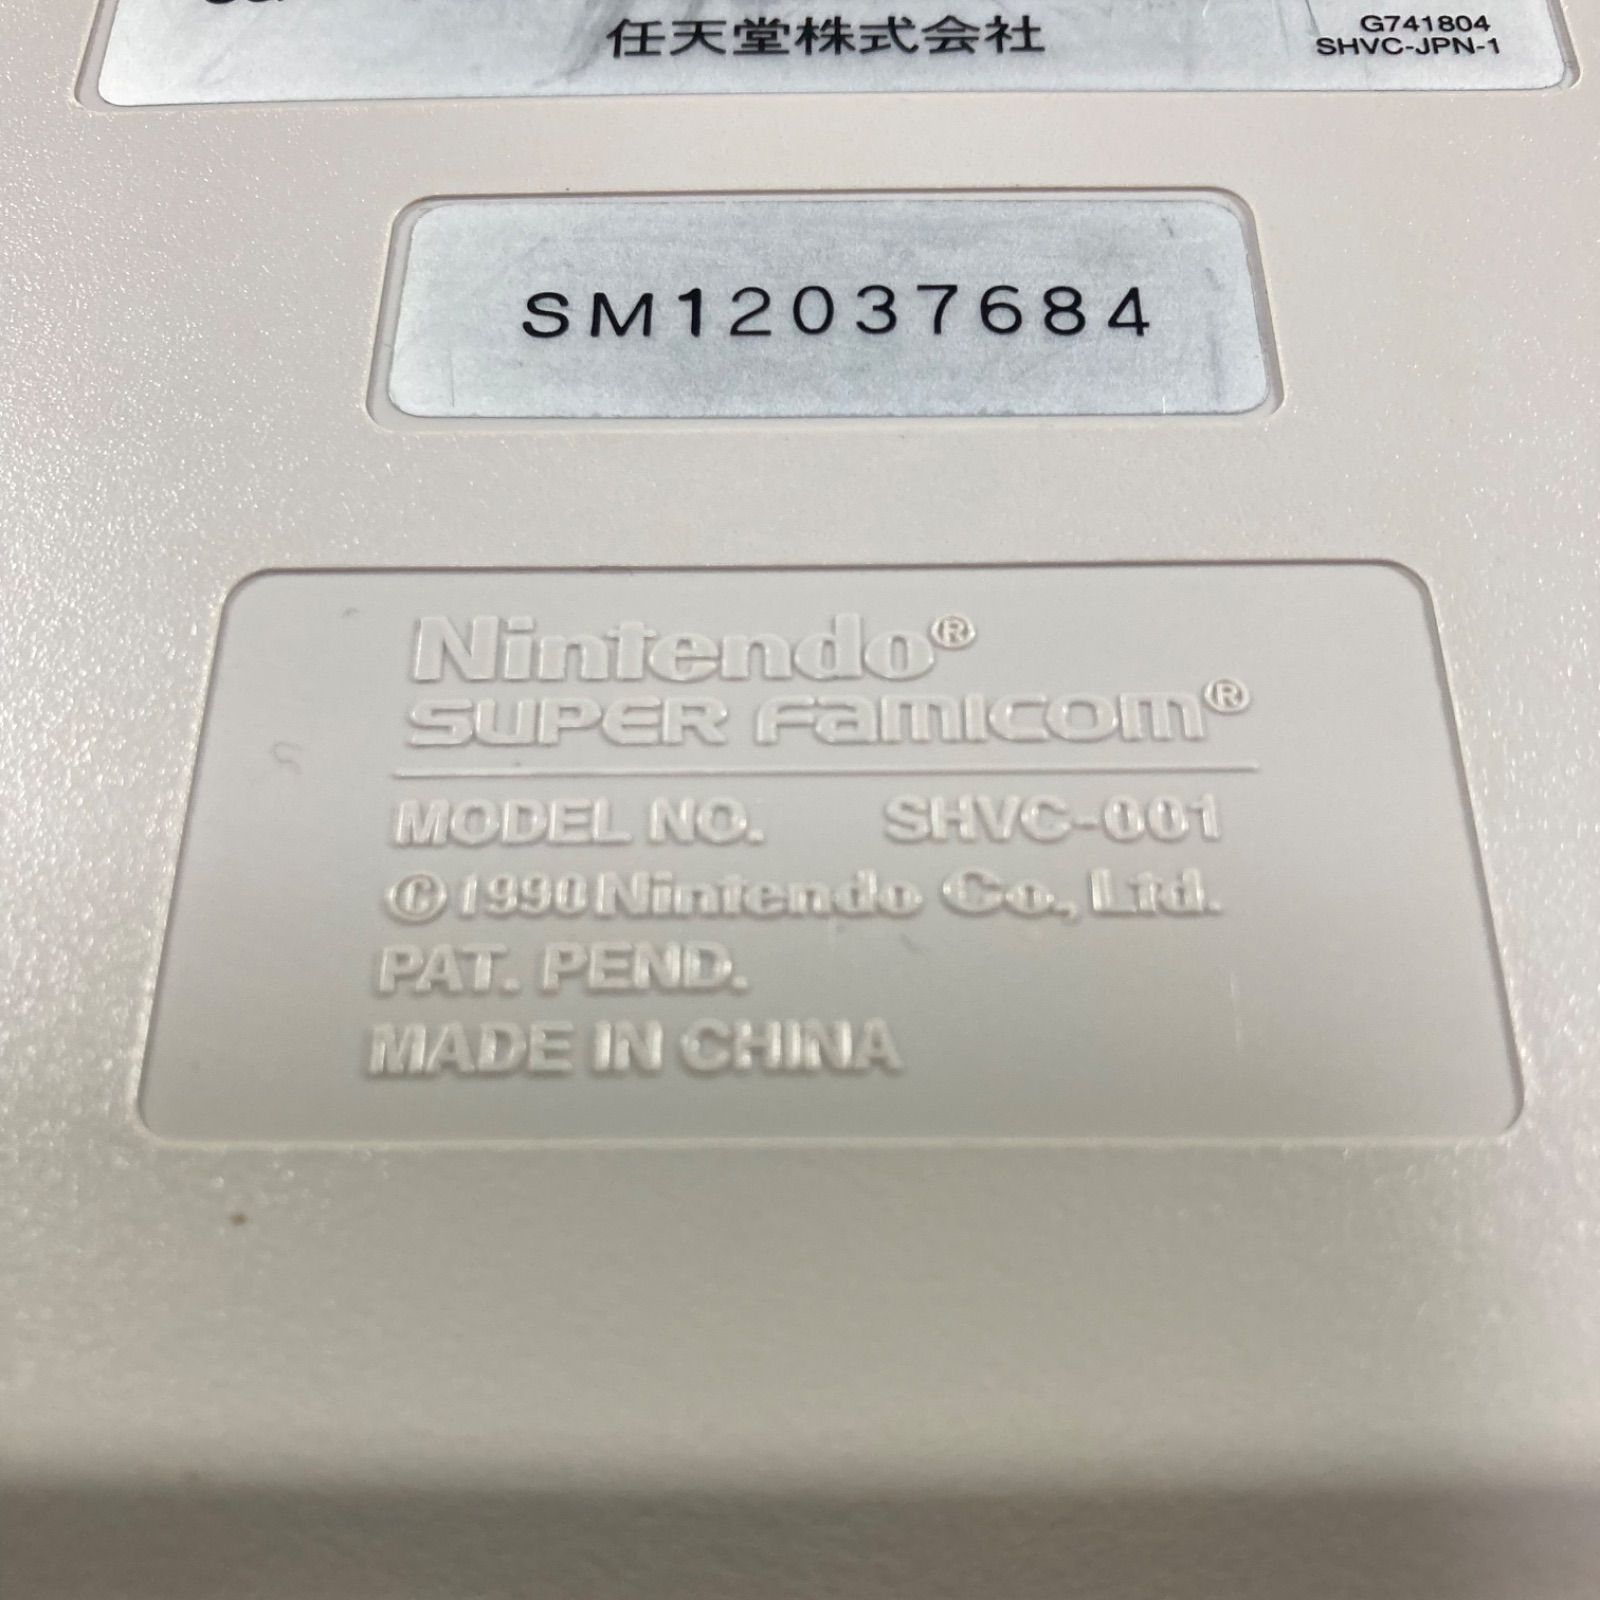 任天堂株式会社
G741804
SHVC-JPN-1
SM12037684
Nintendo®
SUPER FAMICOM®
MODEL NO. SHVC-001
©1990 Nintendo Co., Ltd.
PAT. PEND.
MADE IN CHINA